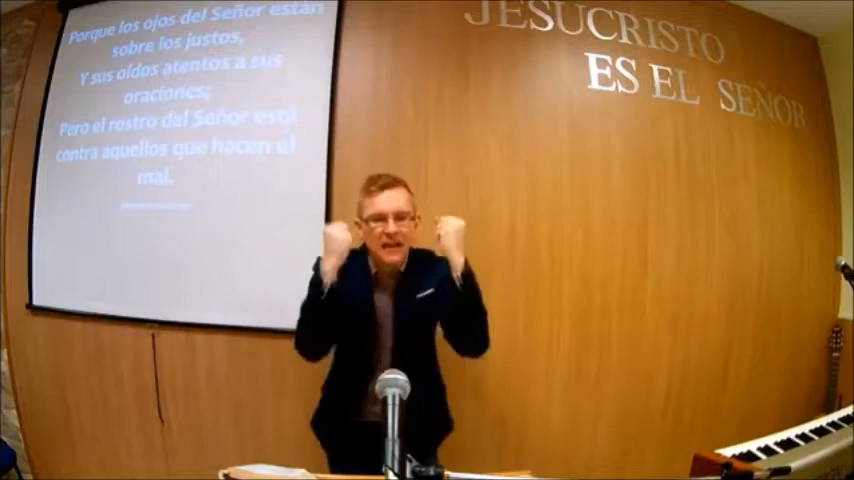 Porque los ojos del Señor están
sobre los justos,
Y sus oídos atentos a sus
oraciones;
Pero el rostro del Señor está
contra aquellos que hacen el
mal.
JESUCRISTO
ES EL SEÑOR